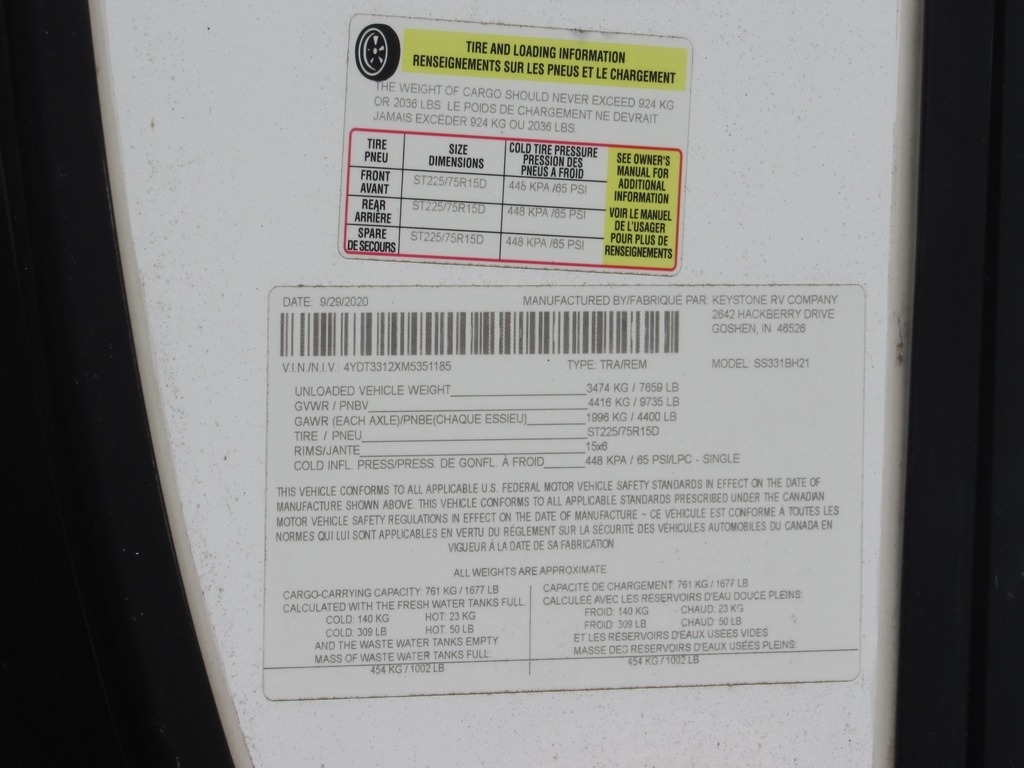 TIRE AND LOADING INFORMATION
RENSEIGNEMENTS SUR LES PNEUS ET LE CHARGEMENT
THE WEIGHT OF CARGO SHOULD NEVER EXCEED 924 KG
OR 2036 LBS. LE POIDS DE CHARGEMENT NE DEVRAIT
JAMAIS EXCÉDER 924 KG OU 2036 LBS.
TIRE PNEU SIZE DIMENSIONS COLD TIRE PRESSURE PRESSION DES PNEUS A FROID
FRONT AVANT ST225/75R15D 448 KPA /65 PSI
REAR ARRIÈRE ST225/75R15D 448 KPA /65 PSI
SPARE DE SECOURS ST225/75R15D 448 KPA /65 PSI
SEE OWNER'S
MANUAL FOR
ADDITIONAL
INFORMATION
VOIR LE MANUEL
DE L'USAGER
POUR PLUS DE
RENSEIGNEMENTS
DATE: 9/29/2020 MANUFACTURED BY/FABRIQUÉ PAR: KEYSTONE RV COMPANY
2642 HACKBERRY DRIVE
GOSHEN, IN 46526
V.I.N./N.I.V.: 4YDT3312XM5351185 TYPE: TRA/REM MODEL: SS331BH21
UNLOADED VEHICLE WEIGHT 3474 KG / 7659 LB
GVWR / PNBV 4416 KG / 9735 LB
GAWR (EACH AXLE)/PNBE(CHAQUE ESSIEU) 1996 KG / 4400 LB
TIRE / PNEU ST225/75R15D
RIMS/JANTE 15x6
COLD INFL. PRESS/PRESS. DE GONFL. À FROID 448 KPA / 65 PSI/LPC - SINGLE
THIS VEHICLE CONFORMS TO ALL APPLICABLE U.S. FEDERAL MOTOR VEHICLE SAFETY STANDARDS IN EFFECT ON THE DATE OF
MANUFACTURE SHOWN ABOVE. THIS VEHICLE CONFORMS TO ALL APPLICABLE STANDARDS PRESCRIBED UNDER THE CANADIAN
MOTOR VEHICLE SAFETY REGULATIONS IN EFFECT ON THE DATE OF MANUFACTURE ~ CE VÉHICULE EST CONFORME À TOUTES LES
NORMES QUI LUI SONT APPLICABLES EN VERTU DU RÈGLEMENT SUR LA SÉCURITÉ DES VÉHICULES AUTOMOBILES DU CANADA EN
VIGUEUR À LA DATE DE SA FABRICATION
ALL WEIGHTS ARE APPROXIMATE
CARGO-CARRYING CAPACITY: 761 KG / 1677 LB
CALCULATED WITH THE FRESH WATER TANKS FULL
COLD: 140 KG HOT: 23 KG
COLD: 309 LB HOT: 50 LB
AND THE WASTE WATER TANKS EMPTY
MASS OF WASTE WATER TANKS FULL:
454 KG / 1002 LB
CAPACITÉ DE CHARGEMENT: 761 KG / 1677 LB
CALCULÉE AVEC LES RÉSERVOIRS D'EAU DOUCE PLEINS:
FROID: 140 KG CHAUD: 23 KG
FROID: 309 LB CHAUD: 50 LB
ET LES RÉSERVOIRS D'EAUX USÉES VIDES
MASSE DES RÉSERVOIRS D'EAUX USÉES PLEINS:
454 KG / 1002 LB